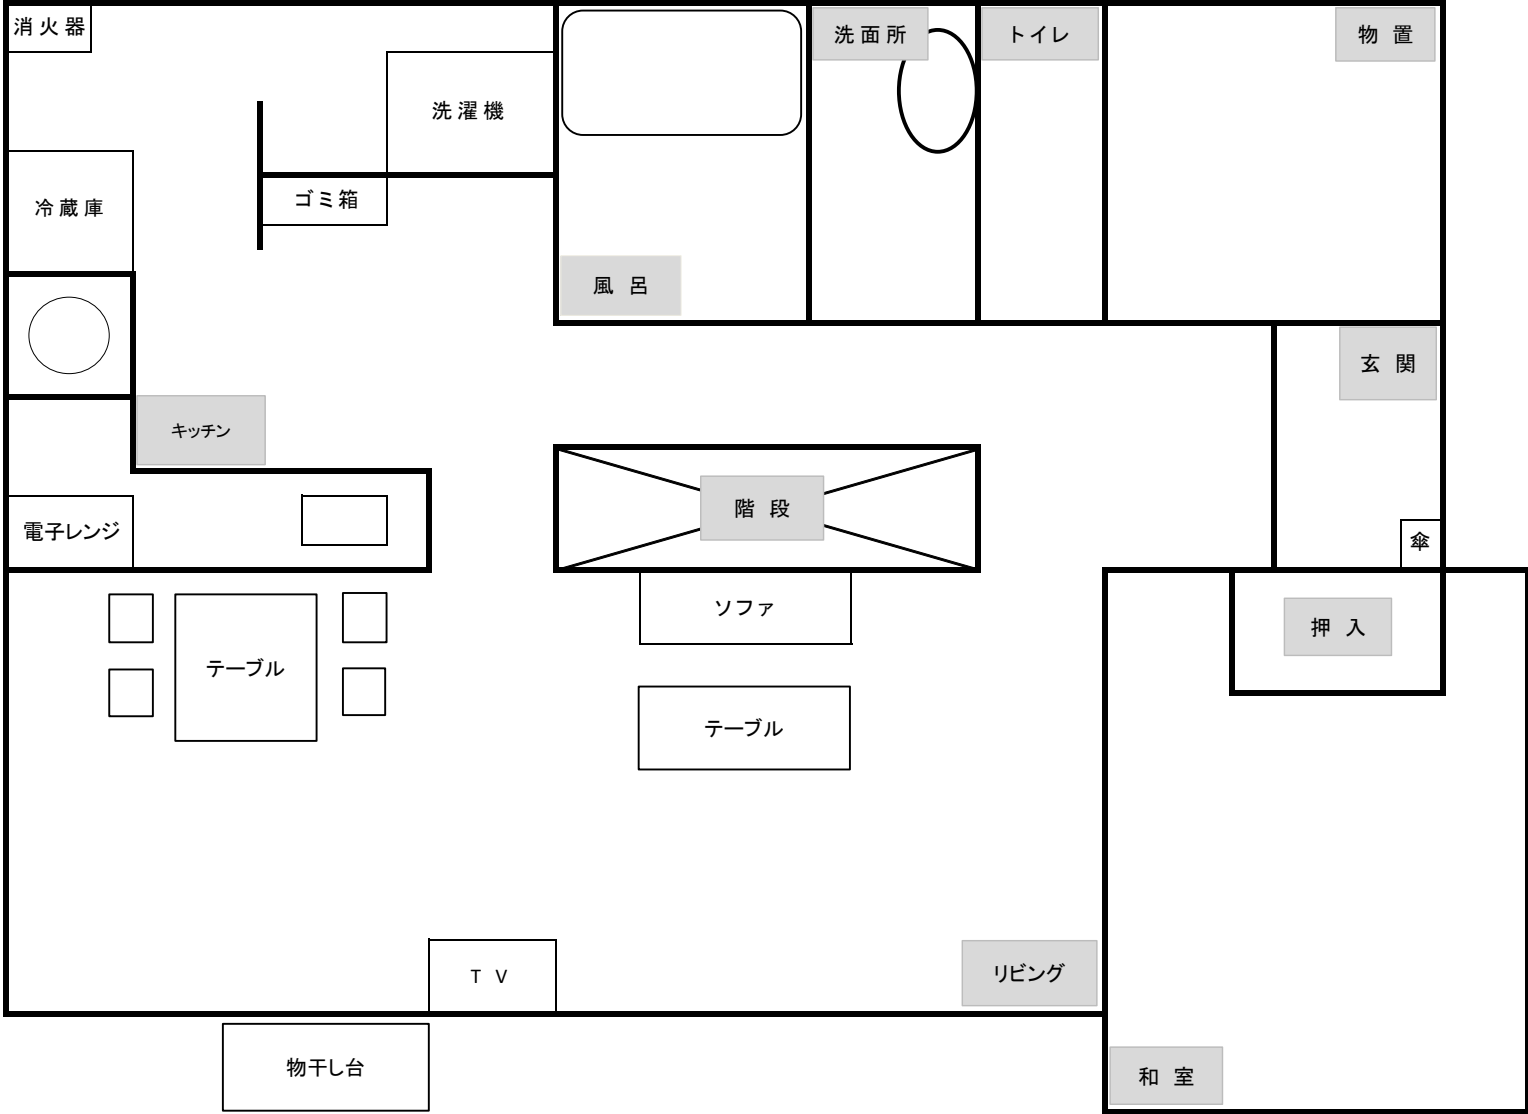 消火器
洗面所
トイレ
物置
洗濯機
ゴミ箱
冷蔵庫
風呂
玄関
キッチン
階段
電子レンジ
傘
ソファ
押入
テーブル
テーブル
TV
リビング
物干し台
和室